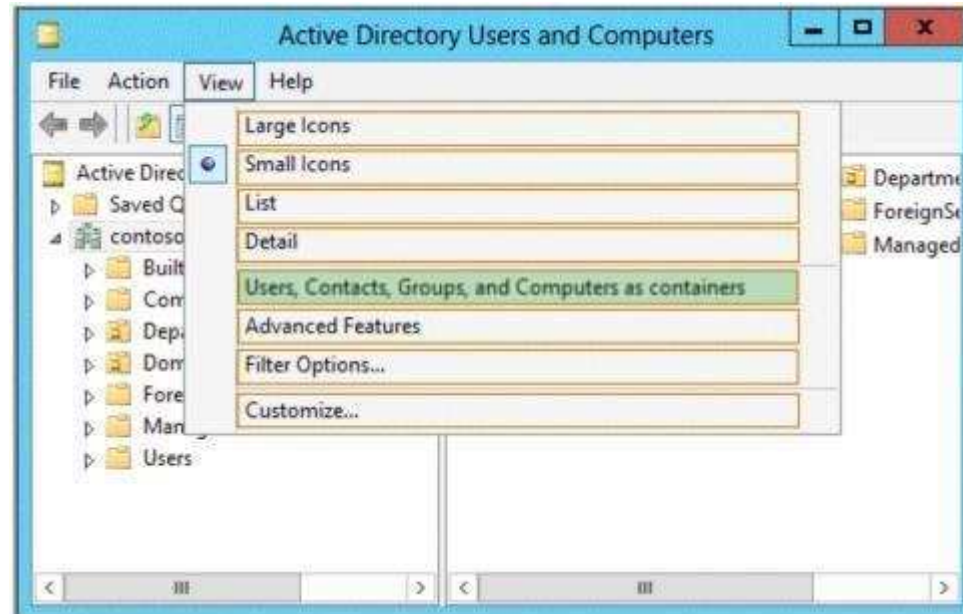 Active Directory Users and Computers
File Action View Help
Large Icons
Small Icons
List
Detail
Users, Contacts, Groups, and Computers as containers
Advanced Features
Filter Options...
Customize...
Active Direc
Saved Q
contoso
Built
Com
Depa
Dom
Fore
Manag
Users
Departme
ForeignSe
Managed